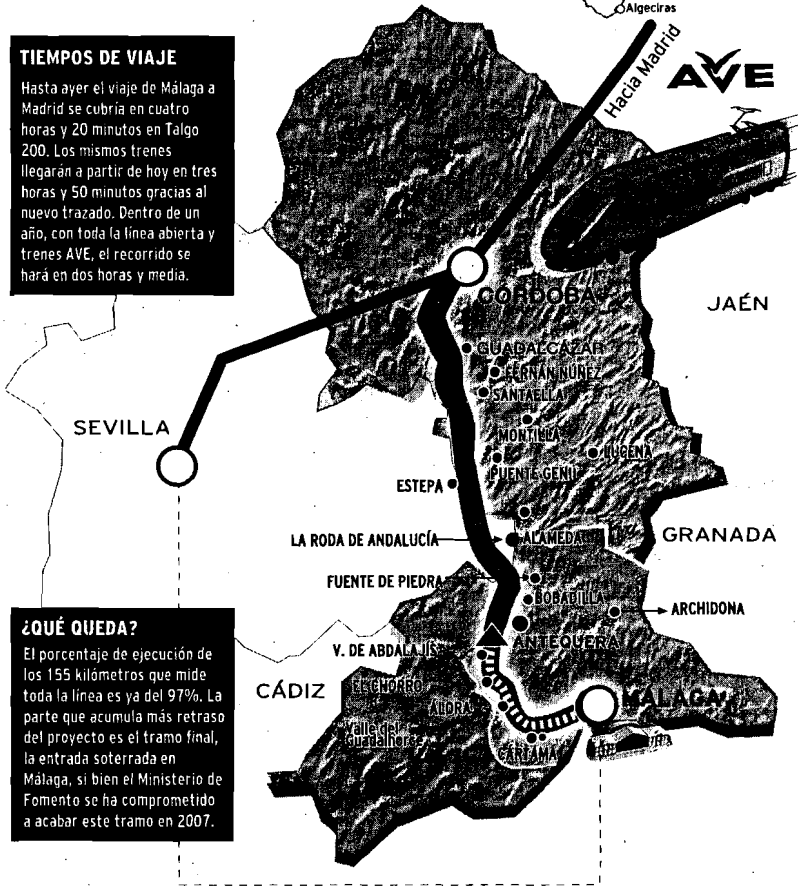 Algeciras
Hacia Madrid
AVE
TIEMPOS DE VIAJE
Hasta ayer el viaje de Málaga a
Madrid se cubría en cuatro
horas y 20 minutos en Talgo
200. Los mismos trenes
llegarán a partir de hoy en tres
horas y 50 minutos gracias al
nuevo trazado. Dentro de un
año, con toda la línea abierta y
trenes AVE, el recorrido se
hará en dos horas y media.
CÓRDOBA
JAÉN
GUADALCÁZAR
FERNÁN NÚÑEZ
SANTAELLA
SEVILLA
MONTILLA
LUCENA
PUENTE GENIL
ESTEPA
LA RODA DE ANDALUCÍA
ALAMEDA
GRANADA
FUENTE DE PIEDRA
BOBADILLA
ARCHIDONA
ANTEQUERA
V. DE ABDALAJÍS
¿QUÉ QUEDA?
El porcentaje de ejecución de
los 155 kilómetros que mide
toda la línea es ya del 97%. La
parte que acumula más retraso
del proyecto es el tramo final,
la entrada soterrada en
Málaga, si bien el Ministerio de
Fomento se ha comprometido
a acabar este tramo en 2007.
CÁDIZ
EL CHORRO
MÁLAGA
ÁLORA
Valle del
Guadalhorce
CÁRTAMA